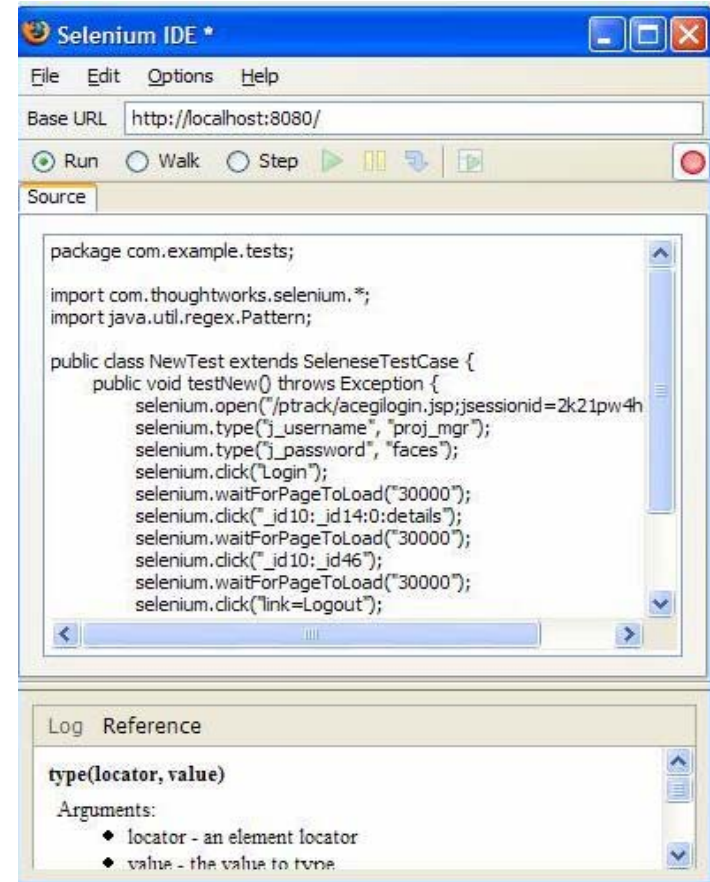 Selenium IDE *
File Edit Options Help
Base URL http://localhost:8080/
Run Walk Step
Source
package com.example.tests;
import com.thoughtworks.selenium.*;
import java.util.regex.Pattern;
public class NewTest extends SeleneseTestCase {
public void testNew() throws Exception {
selenium.open("/ptrack/acegilogin.jsp;jsessionid=2k21pw4h
selenium.type("j_username", "proj_mgr");
selenium.type("j_password", "faces");
selenium.click("Login");
selenium.waitForPageToLoad("30000");
selenium.click("_id10:_id14:0:details");
selenium.waitForPageToLoad("30000");
selenium.click("_id10:_id46");
selenium.waitForPageToLoad("30000");
selenium.click("link=Logout");
Log Reference
type(locator, value)
Arguments:
• locator - an element locator
• value - the value to type